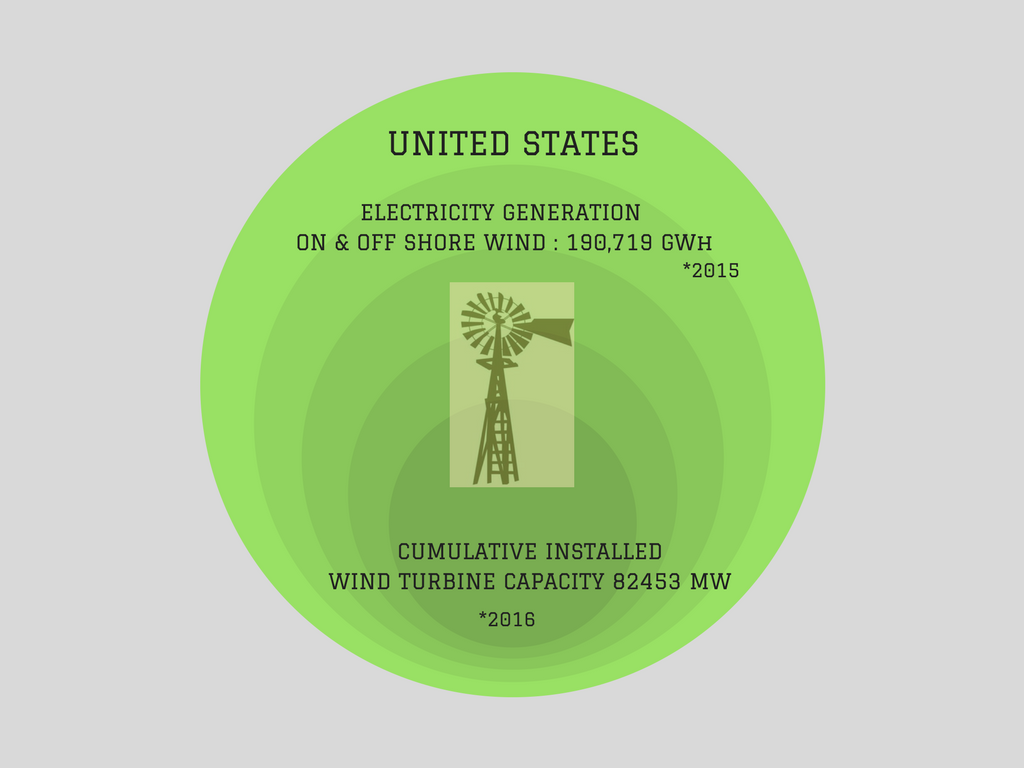 UNITED STATES
ELECTRICITY GENERATION
ON & OFF SHORE WIND : 190,719 GWH
*2015
CUMULATIVE INSTALLED
WIND TURBINE CAPACITY 82453 MW
*2016